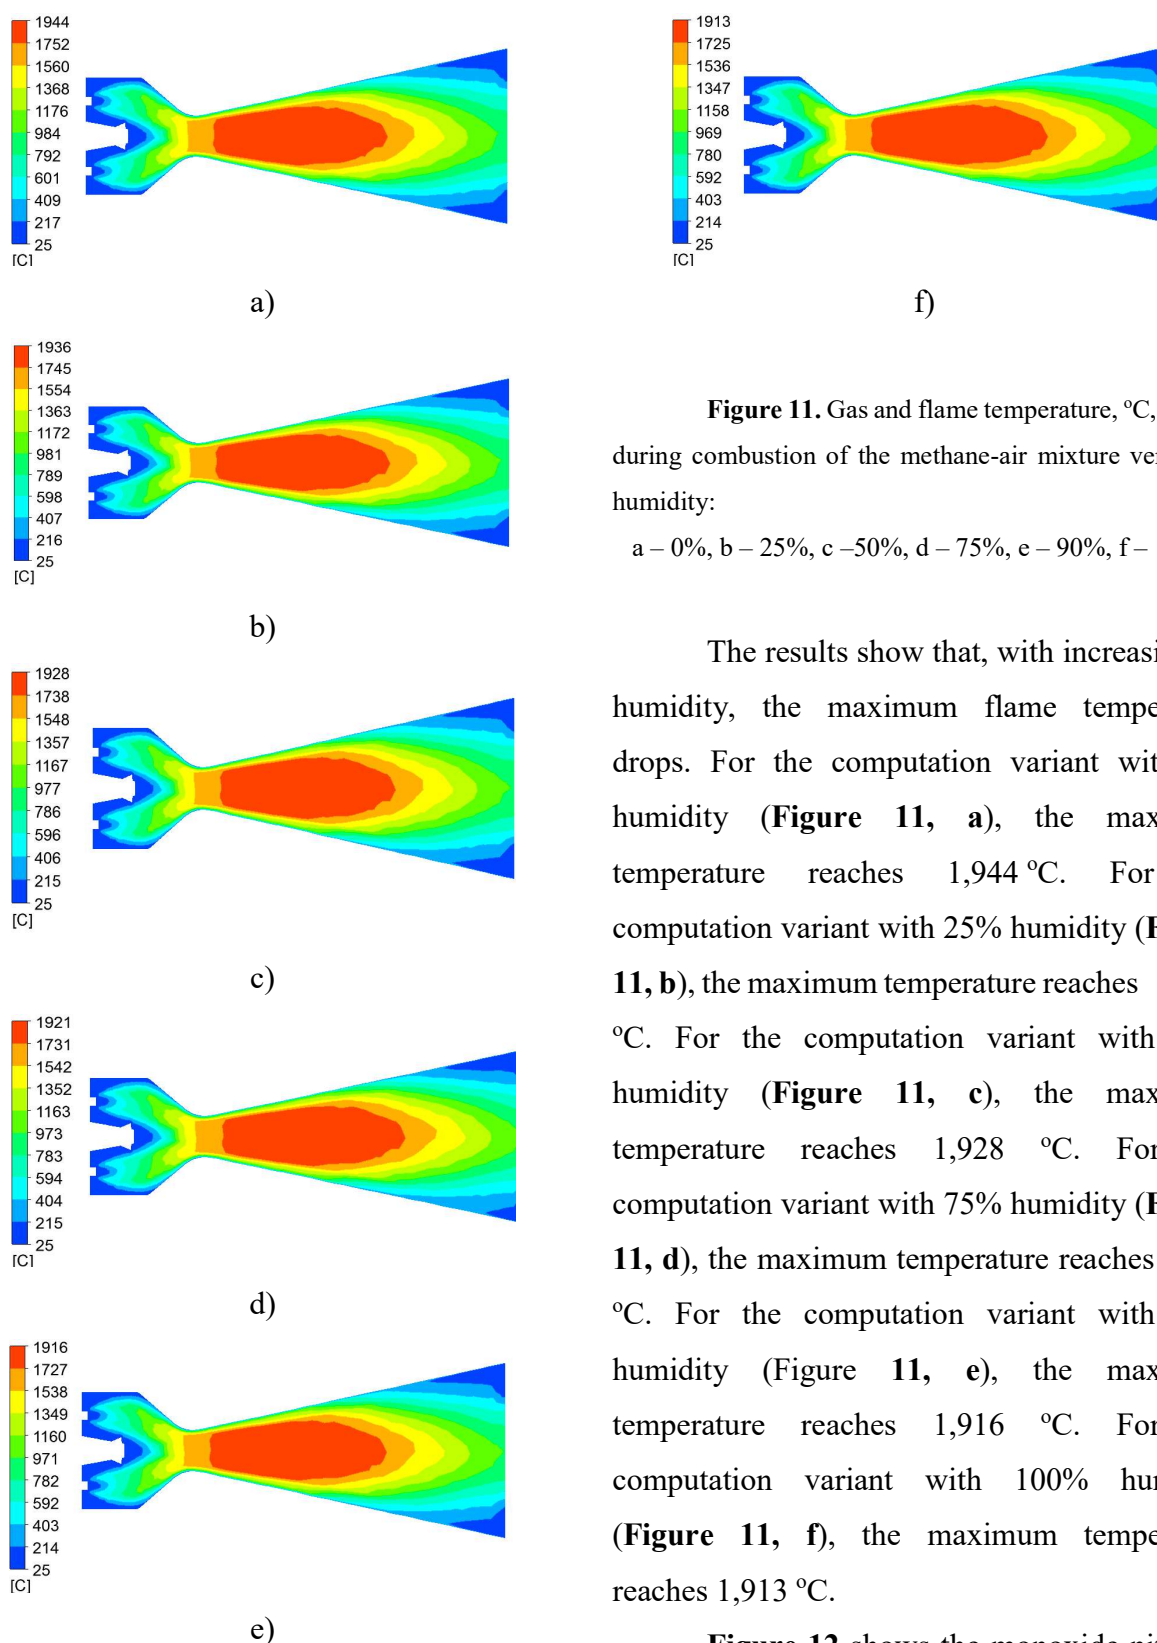 1944
1752
1560
1368
1176
984
792
601
409
217
25
[C]
a)
1936
1745
1554
1363
1172
981
789
598
407
216
25
[C]
b)
1928
1738
1548
1357
1167
977
786
596
406
215
25
[C]
c)
1921
1731
1542
1352
1163
973
783
594
404
215
25
[C]
d)
1916
1727
1538
1349
1160
971
782
592
403
214
25
[C]
e)
1913
1725
1536
1347
1158
969
780
592
403
214
25
[C]
f)
Figure 11. Gas and flame temperature, ºC,
during combustion of the methane-air mixture
humidity:
a – 0%, b – 25%, c –50%, d – 75%, e – 90%, f –
The results show that, with
humidity, the maximum flame
drops. For the computation variant
humidity (Figure 11, a), the
temperature reaches 1,944 ºC. For
computation variant with 25% humidity
11, b), the maximum temperature reaches
ºC. For the computation variant with
humidity (Figure 11, c), the
temperature reaches 1,928 ºC. For
computation variant with 75% humidity
11, d), the maximum temperature reaches
ºC. For the computation variant with
humidity (Figure 11, e), the
temperature reaches 1,916 ºC. For
computation variant with 100%
(Figure 11, f), the maximum
reaches 1,913 ºC.
Figure 12 shows the monoxide